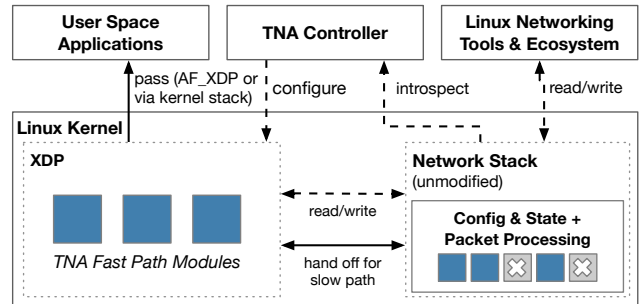 User Space
Applications
TNA Controller
Linux Networking
Tools & Ecosystem
pass (AF_XDP or
via kernel stack)
configure
introspect
read/write
Linux Kernel
XDP
TNA Fast Path Modules
read/write
hand off for
slow path
Network Stack
(unmodified)
Config & State +
Packet Processing